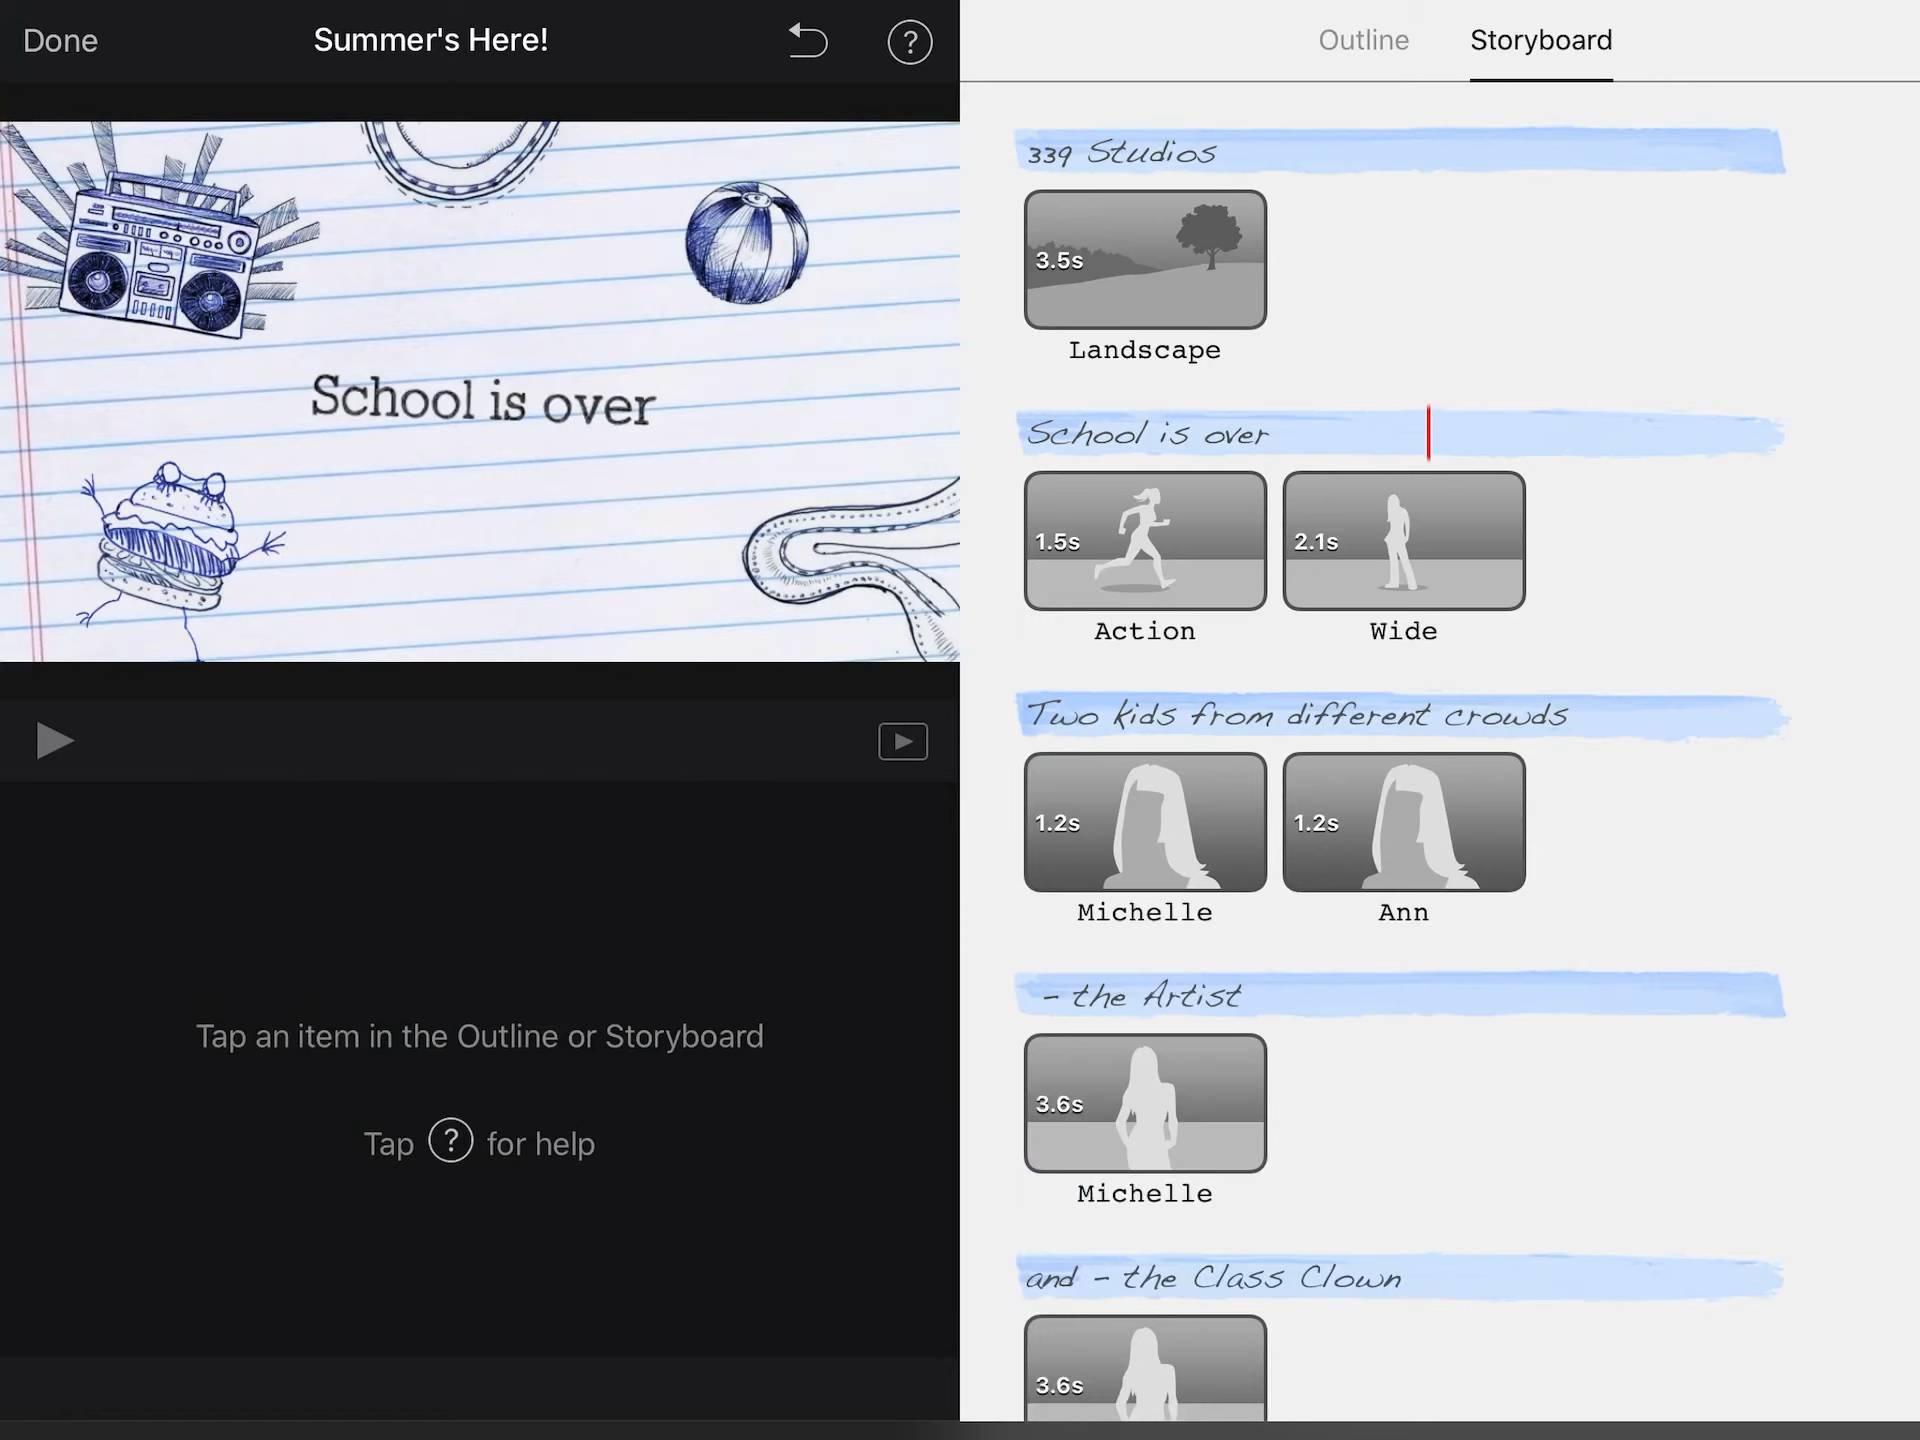 Done
Summer's Here!
?
School is over
Tap an item in the Outline or Storyboard
Tap ? for help
Outline
Storyboard
339 Studios
3.5s
Landscape
School is over
1.5s
2.1s
Action
Wide
Two kids from different crowds
1.2s
1.2s
Michelle
Ann
- the Artist
3.6s
Michelle
and - the Class Clown
3.6s